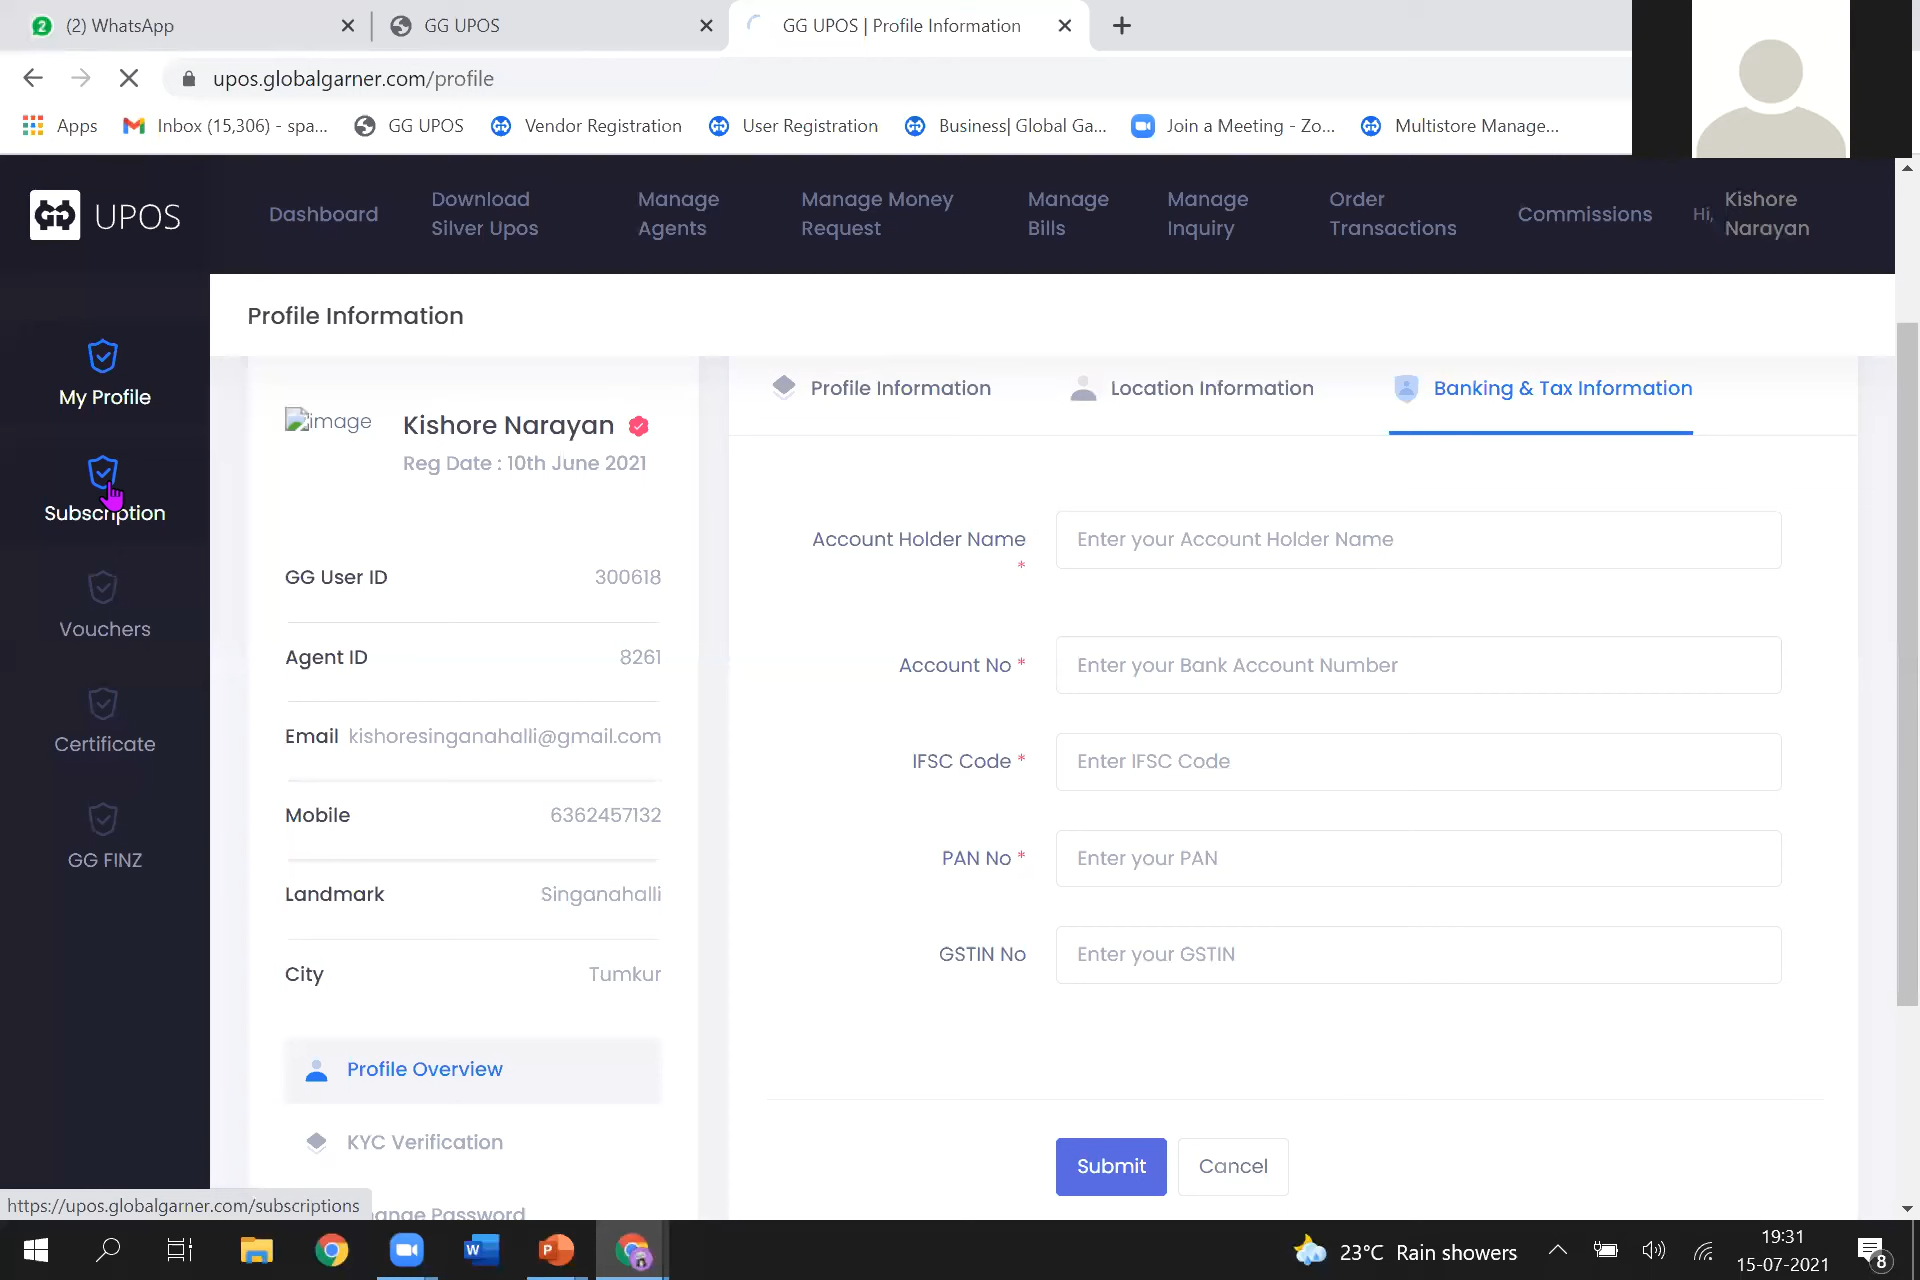 (2) WhatsApp
GG UPOS
GG UPOS | Profile Information
upos.globalgarner.com/profile
Apps
Inbox (15,306) - spa...
GG UPOS
Vendor Registration
User Registration
Business| Global Ga...
Join a Meeting - Zo...
Multistore Manage...
UPOS
Dashboard
Download
Silver Upos
Manage
Agents
Manage Money
Request
Manage
Bills
Manage
Inquiry
Order
Transactions
Commissions
Hi,
Kishore
Narayan
My Profile
Subscription
Vouchers
Certificate
GG FINZ
Profile Information
image
Kishore Narayan
Reg Date : 10th June 2021
GG User ID 300618
Agent ID 8261
Email kishoresinganahalli@gmail.com
Mobile 6362457132
Landmark Singanahalli
City Tumkur
Profile Overview
KYC Verification
ange Password
Profile Information
Location Information
Banking & Tax Information
Account Holder Name
*
Enter your Account Holder Name
Account No *
Enter your Bank Account Number
IFSC Code *
Enter IFSC Code
PAN No *
Enter your PAN
GSTIN No
Enter your GSTIN
Submit
Cancel
https://upos.globalgarner.com/subscriptions
23°C Rain showers
19:31
15-07-2021
8